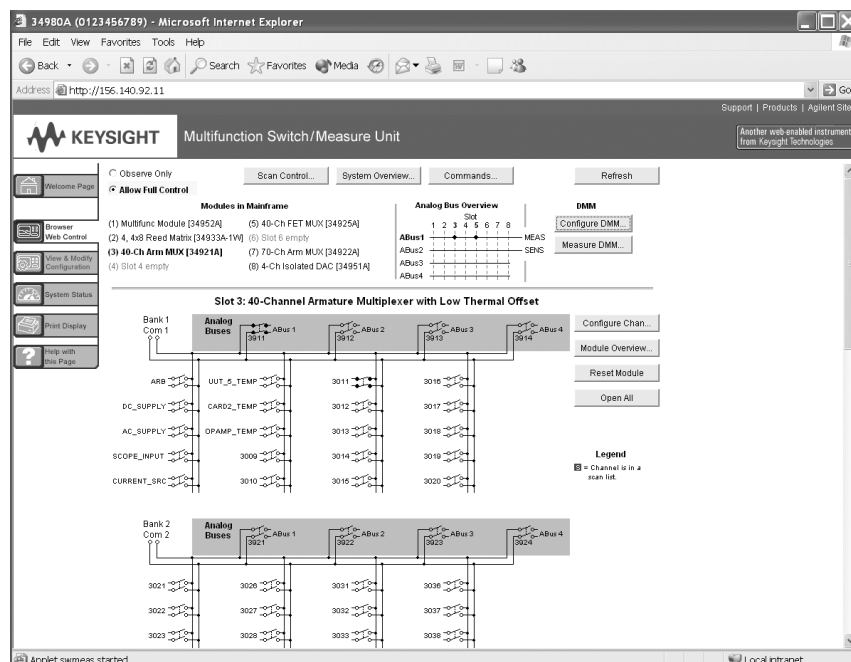 34980A (0123456789) - Microsoft Internet Explorer
File Edit View Favorites Tools Help
Back Search Favorites Media
Address http://156.140.92.11 Go
Support | Products | Agilent Site
KEYSIGHT Multifunction Switch/Measure Unit
Another web-enabled instrument
from Keysight Technologies
Welcome Page
Browser
Web Control
View & Modify
Configuration
System Status
Print Display
Help with
this Page
Observe Only
Allow Full Control
Scan Control... System Overview... Commands... Refresh
Modules in Mainframe
(1) Multifunc Module [34952A] (5) 40-Ch FET MUX [34925A]
(2) 4, 4x8 Reed Matrix [34933A-1W] (6) Slot 6 empty
(3) 40-Ch Arm MUX [34921A] (7) 70-Ch Arm MUX [34922A]
(4) Slot 4 empty (8) 4-Ch Isolated DAC [34951A]
Analog Bus Overview
Slot
1 2 3 4 5 6 7 8
ABus1 MEAS
ABus2 SENS
ABus3
ABus4
DMM
Configure DMM...
Measure DMM...
Slot 3: 40-Channel Armature Multiplexer with Low Thermal Offset
Bank 1
Com 1
Analog
Buses
ABus 1 ABus 2 ABus 3 ABus 4
3911 3912 3913 3914
ARB UUT_5_TEMP 3011 3016
DC_SUPPLY CARD2_TEMP 3012 3017
AC_SUPPLY OPAMP_TEMP 3013 3018
SCOPE_INPUT 3009 3014 3019
CURRENT_SRC 3010 3015 3020
Configure Chan...
Module Overview...
Reset Module
Open All
Legend
S = Channel is in a
scan list.
Bank 2
Com 2
Analog
Buses
ABus 1 ABus 2 ABus 3 ABus 4
3921 3922 3923 3924
3021 3026 3031 3036
3022 3027 3032 3037
3023 3028 3033 3038
Applet swmeas started Local intranet